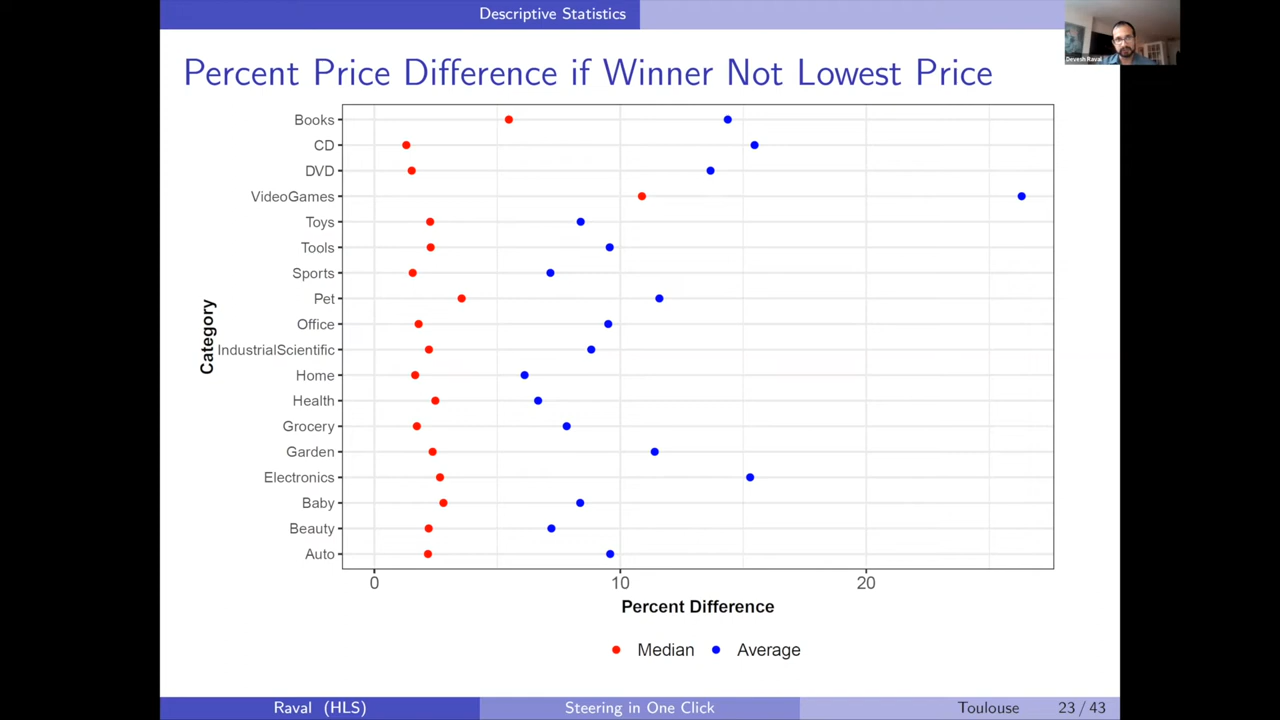 Descriptive Statistics
Devesh Raval
Percent Price Difference if Winner Not Lowest Price
Books
CD
DVD
VideoGames
Toys
Tools
Sports
Pet
Office
IndustrialScientific
Home
Health
Grocery
Garden
Electronics
Baby
Beauty
Auto
Category
0 10 20
Percent Difference
Median Average
Raval (HLS) Steering in One Click Toulouse 23 / 43